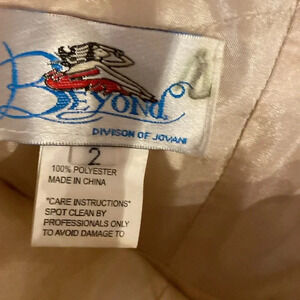 Beyond
DIVISON OF JOVANI
2
100% POLYESTER
MADE IN CHINA
"CARE INSTRUCTIONS"
SPOT CLEAN BY
PROFESSIONALS ONLY
TO AVOID DAMAGE TO